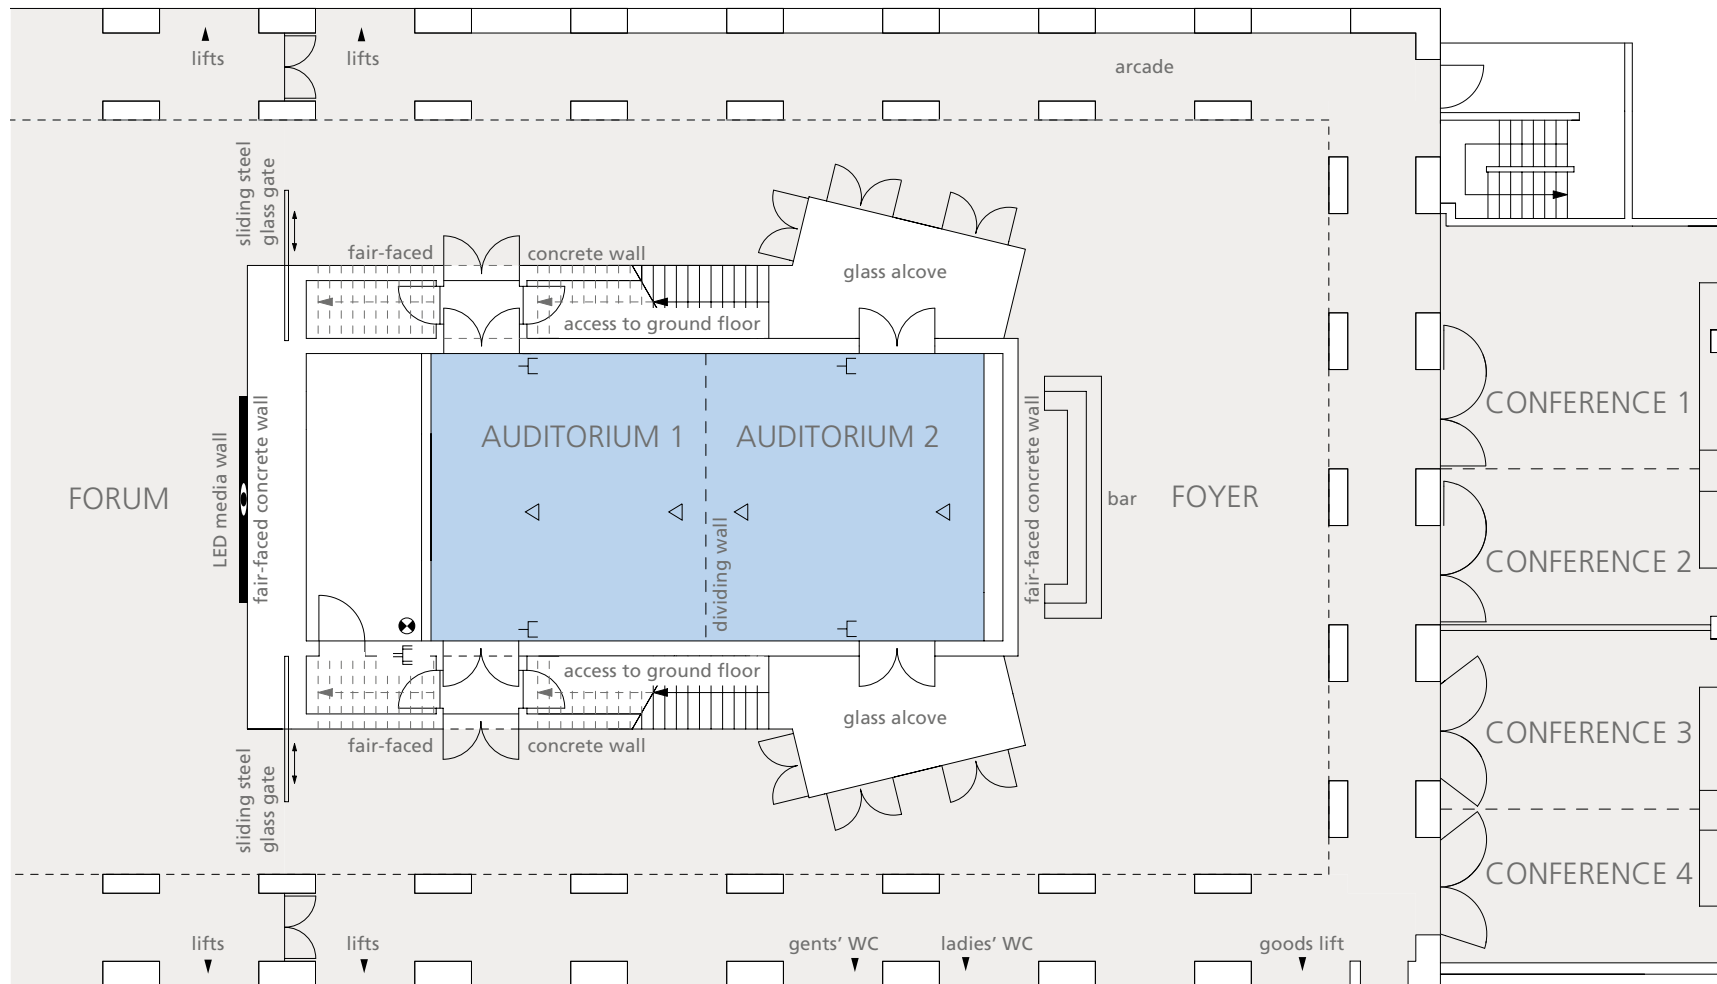 lifts
lifts
arcade
sliding steel
glass gate
fair-faced
concrete wall
glass alcove
access to ground floor
AUDITORIUM 1
AUDITORIUM 2
CONFERENCE 1
FORUM
LED media wall
fair-faced concrete wall
dividing wall
fair-faced concrete wall
bar
FOYER
CONFERENCE 2
access to ground floor
glass alcove
fair-faced
concrete wall
CONFERENCE 3
sliding steel
glass gate
CONFERENCE 4
lifts
lifts
gents’ WC
ladies’ WC
goods lift